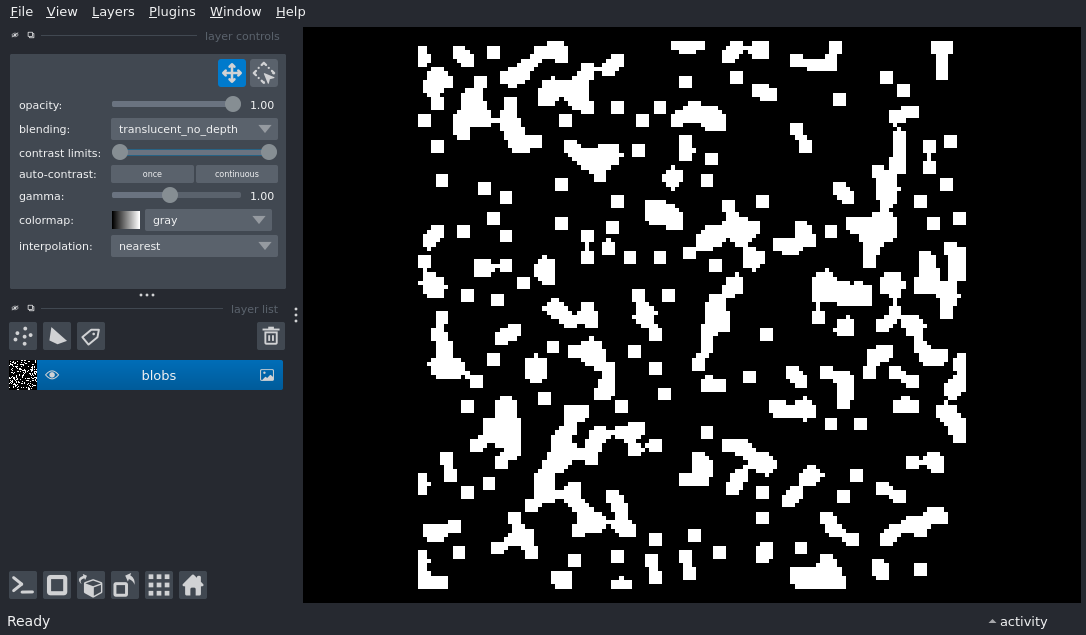 File View Layers Plugins Window Help
layer controls
opacity: 1.00
blending: translucent_no_depth
contrast limits:
auto-contrast: once continuous
gamma: 1.00
colormap: gray
interpolation: nearest
layer list
blobs
Ready
activity